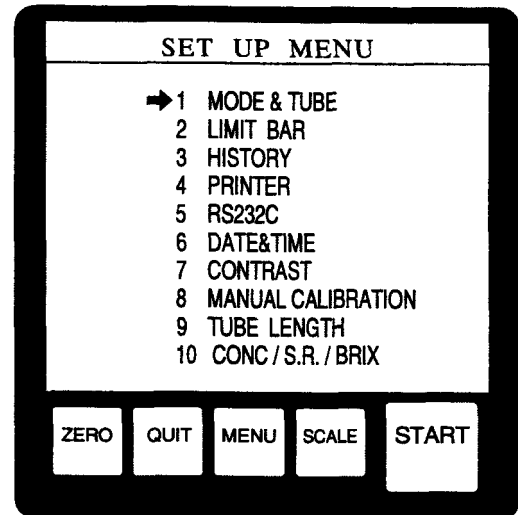 SET UP MENU
➡1 MODE & TUBE
2 LIMIT BAR
3 HISTORY
4 PRINTER
5 RS232C
6 DATE&TIME
7 CONTRAST
8 MANUAL CALIBRATION
9 TUBE LENGTH
10 CONC / S.R. / BRIX
ZERO QUIT MENU SCALE START